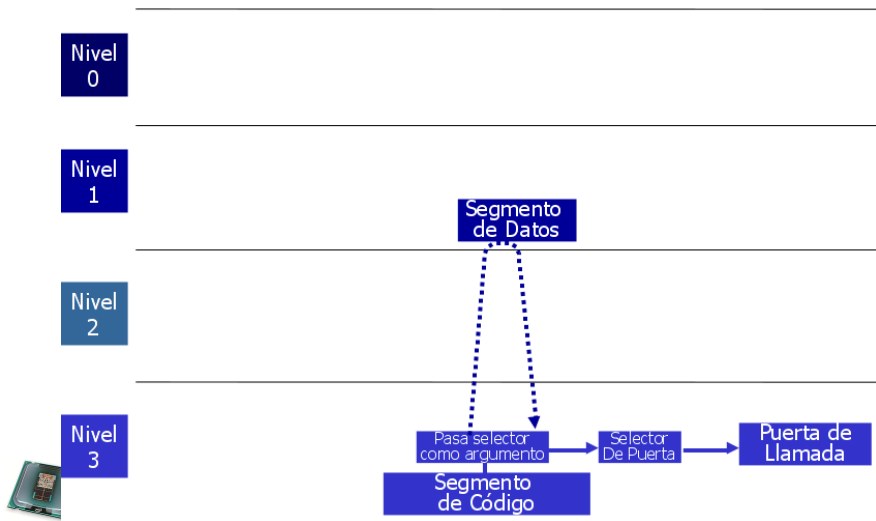 Nivel
0
Nivel
1
Segmento
de Datos
Nivel
2
Nivel
3
Pasa selector
como argumento
Selector
De Puerta
Puerta de
Llamada
Segmento
de Código